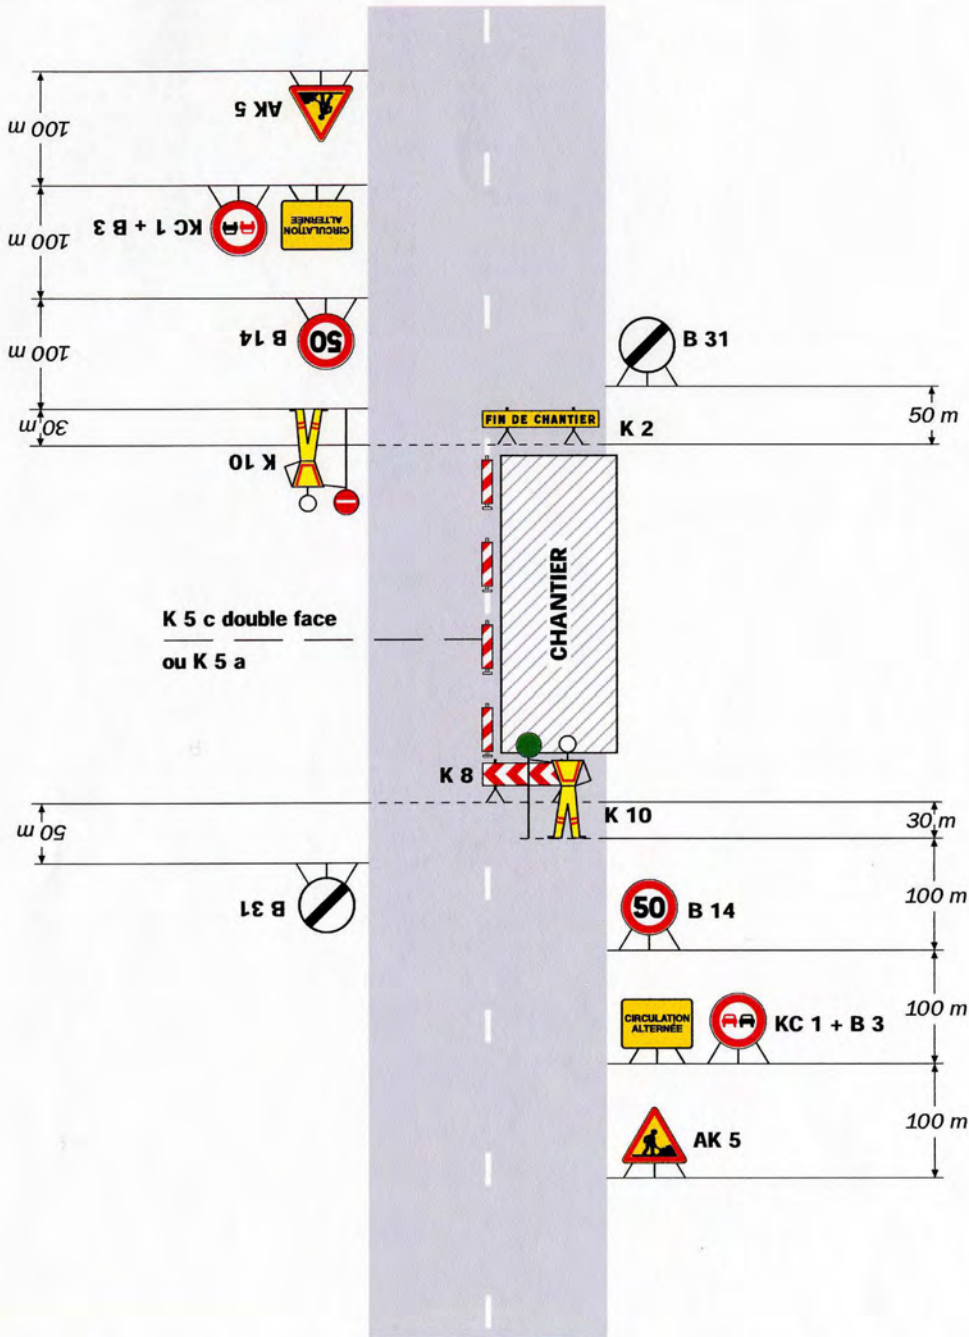 100 m
AK 5
100 m
KC 1 + B 3
CIRCULATION
ALTERNÉE
100 m
B 14
50
B 31
30 m
FIN DE CHANTIER
K 2
50 m
K 10
CHANTIER
K 5 c double face
ou K 5 a
K 8
K 10
50 m
30 m
B 31
50
B 14
100 m
CIRCULATION
ALTERNÉE
KC 1 + B 3
100 m
AK 5
100 m